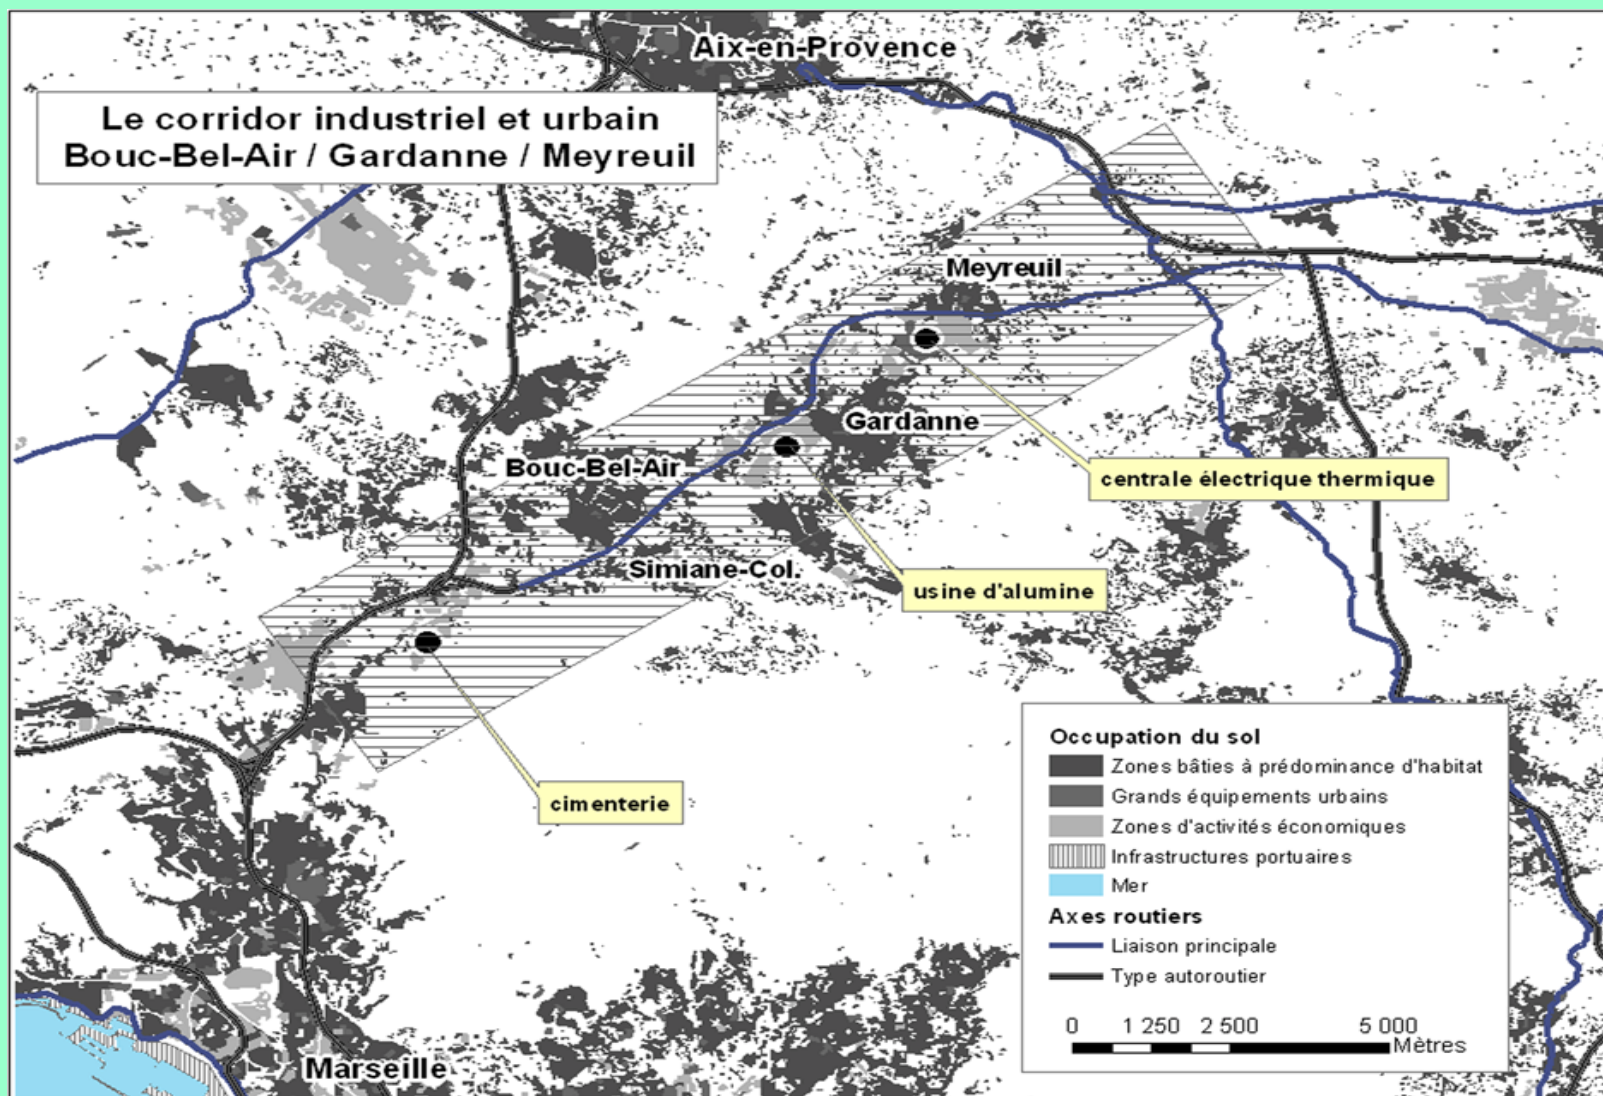 Aix-en-Provence
Le corridor industriel et urbain
Bouc-Bel-Air / Gardanne / Meyreuil
Meyreuil
Gardanne
Bouc-Bel-Air
centrale électrique thermique
Simiane-Col.
usine d'alumine
cimenterie
Marseille
Occupation du sol
Zones bâties à prédominance d'habitat
Grands équipements urbains
Zones d'activités économiques
Infrastructures portuaires
Mer
Axes routiers
Liaison principale
Type autoroutier
0 1 250 2 500 5 000
Mètres